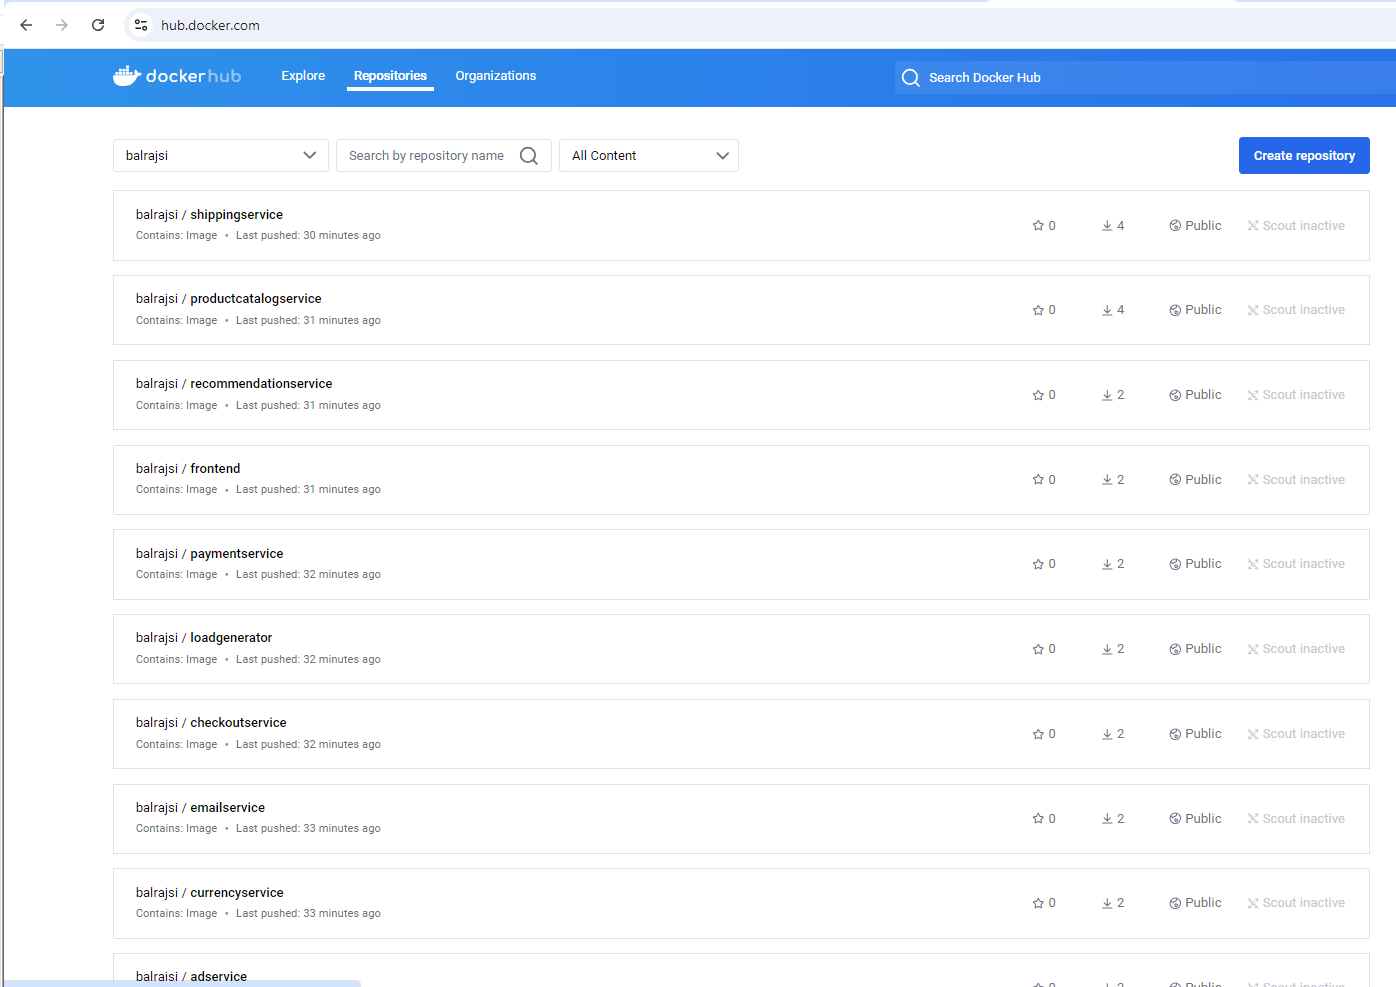 hub.docker.com
dockerhub Explore Repositories Organizations Search Docker Hub
balrajsi Search by repository name All Content Create repository
balrajsi / shippingservice
Contains: Image • Last pushed: 30 minutes ago
0 4 Public Scout inactive
balrajsi / productcatalogservice
Contains: Image • Last pushed: 31 minutes ago
0 4 Public Scout inactive
balrajsi / recommendationservice
Contains: Image • Last pushed: 31 minutes ago
0 2 Public Scout inactive
balrajsi / frontend
Contains: Image • Last pushed: 31 minutes ago
0 2 Public Scout inactive
balrajsi / paymentservice
Contains: Image • Last pushed: 32 minutes ago
0 2 Public Scout inactive
balrajsi / loadgenerator
Contains: Image • Last pushed: 32 minutes ago
0 2 Public Scout inactive
balrajsi / checkoutservice
Contains: Image • Last pushed: 32 minutes ago
0 2 Public Scout inactive
balrajsi / emailservice
Contains: Image • Last pushed: 33 minutes ago
0 2 Public Scout inactive
balrajsi / currencyservice
Contains: Image • Last pushed: 33 minutes ago
0 2 Public Scout inactive
balrajsi / adservice
0 2 Public Scout inactive